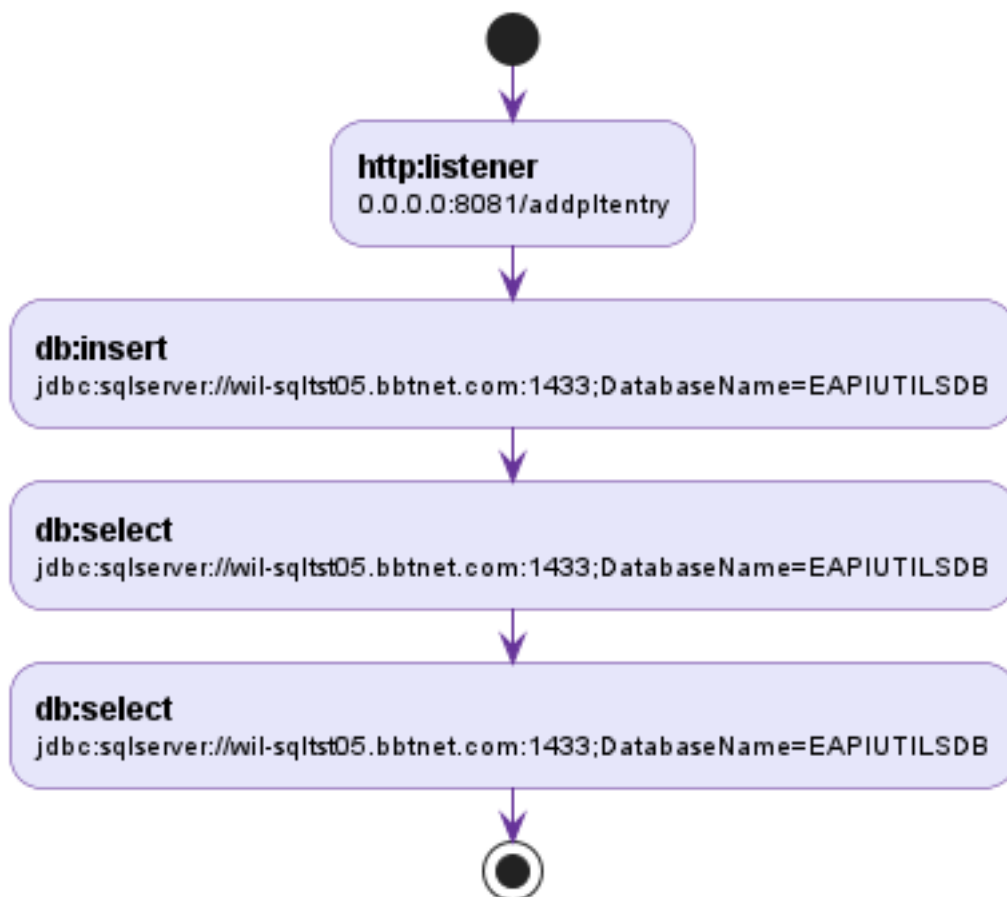 http:listener
0.0.0.0:8081/addpltentry
db:insert
jdbc:sqlserver://wil-sqltst05.bbtnet.com:1433;DatabaseName=EAPIUTILSDB
db:select
jdbc:sqlserver://wil-sqltst05.bbtnet.com:1433;DatabaseName=EAPIUTILSDB
db:select
jdbc:sqlserver://wil-sqltst05.bbtnet.com:1433;DatabaseName=EAPIUTILSDB